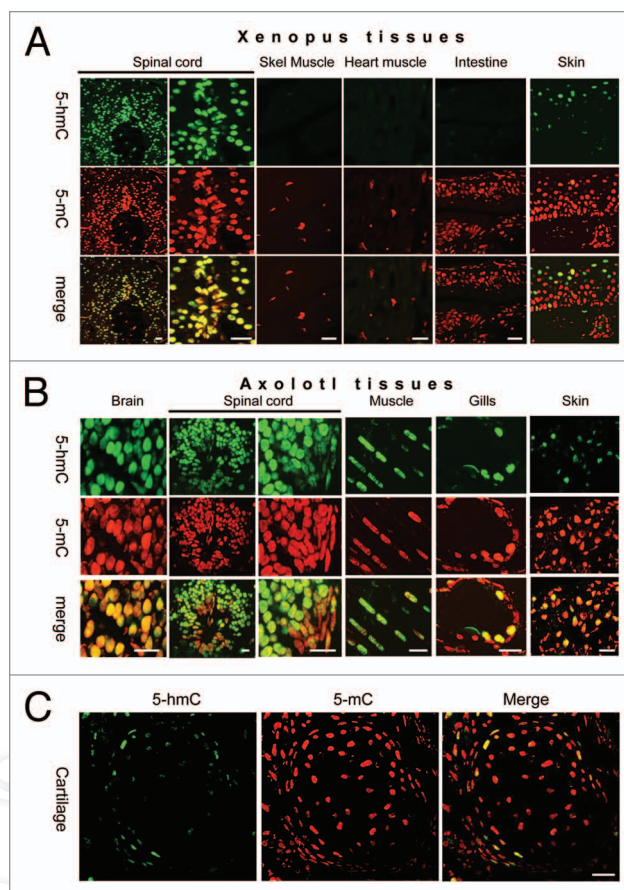 A
Xenopus tissues
Spinal cord Skel Muscle Heart muscle Intestine Skin
5-hmC
5-mC
merge
B
Axolotl tissues
Brain Spinal cord Muscle Gills Skin
5-hmC
5-mC
merge
C
5-hmC 5-mC Merge
Cartilage